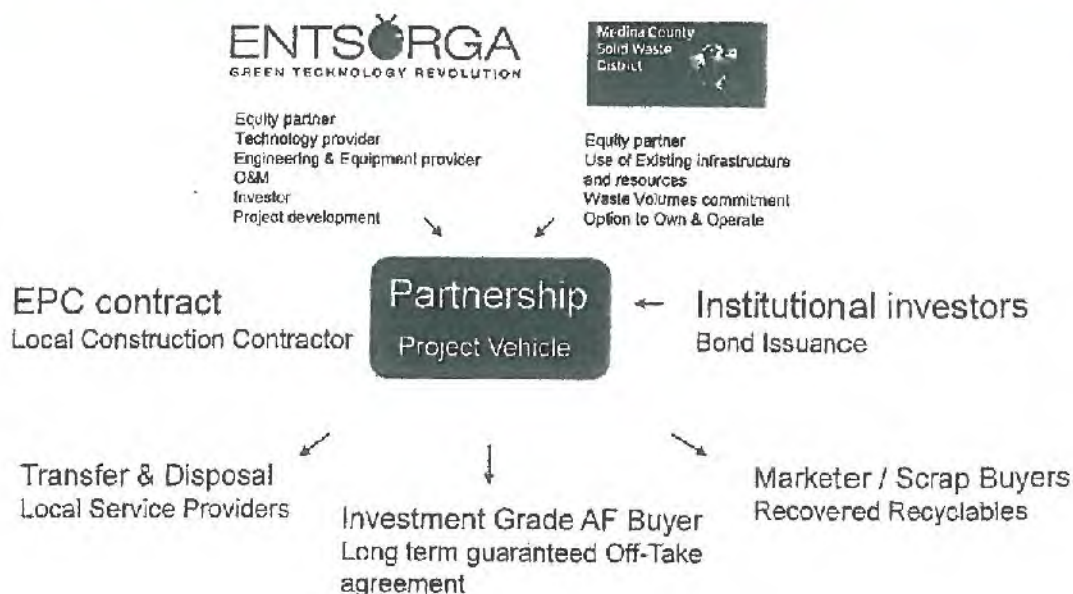 ENTSORGA
GREEN TECHNOLOGY REVOLUTION
Equity partner
Technology provider
Engineering & Equipment provider
O&M
Investor
Project development
Medina County
Solid Waste
District
Equity partner
Use of Existing infrastructure
and resources
Waste Volumes commitment
Option to Own & Operate
EPC contract
Local Construction Contractor
Partnership
Project Vehicle
Institutional investors
Bond Issuance
Transfer & Disposal
Local Service Providers
Investment Grade AF Buyer
Long term guaranteed Off-Take
agreement
Marketer / Scrap Buyers
Recovered Recyclables